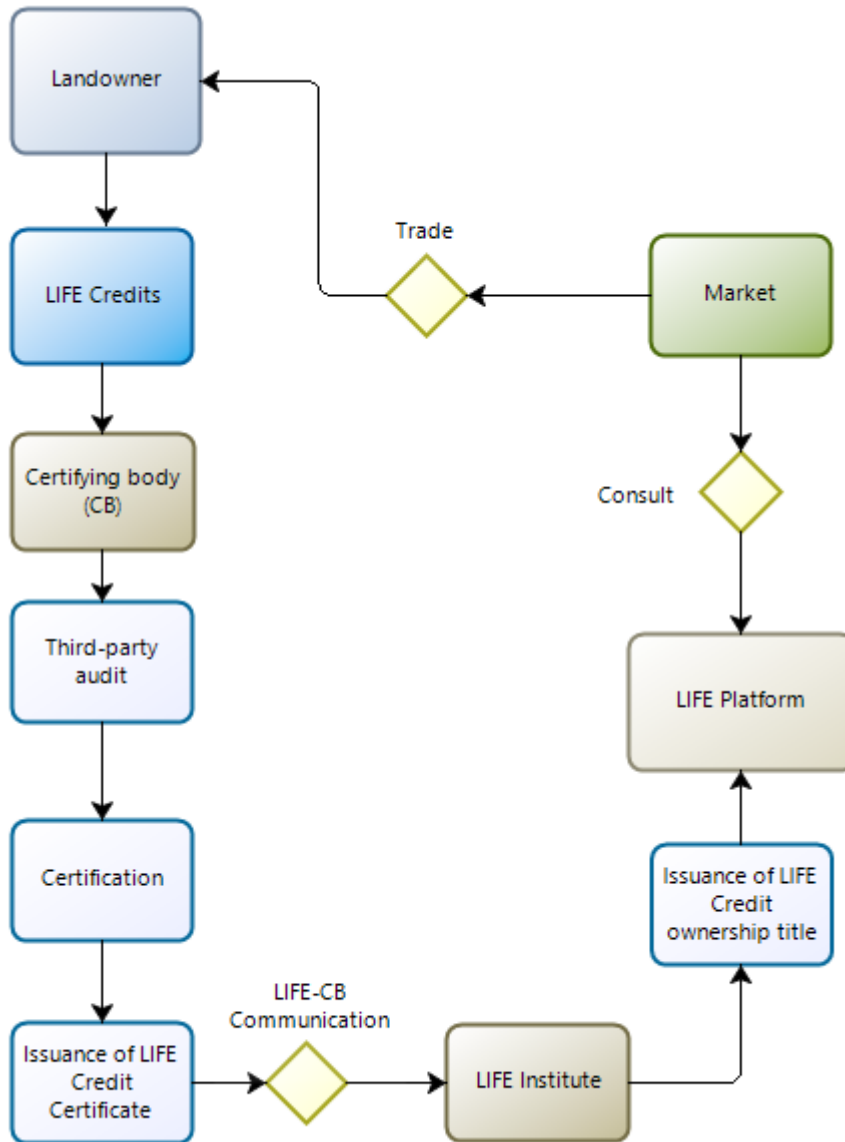 Landowner
Trade
LIFE Credits
Market
Certifying body
(CB)
Consult
Third-party
audit
LIFE Platform
Certification
Issuance of LIFE
Credit
ownership title
LIFE-CB
Communication
Issuance of LIFE
Credit
Certificate
LIFE Institute